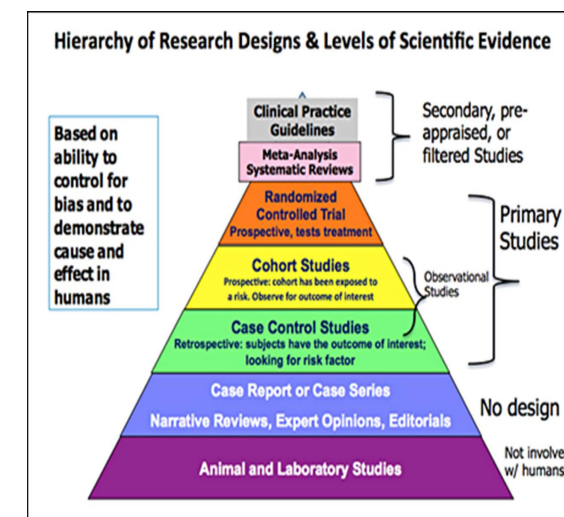 Hierarchy of Research Designs & Levels of Scientific Evidence
Based on
ability to
control for
bias and to
demonstrate
cause and
effect in
humans
Clinical Practice
Guidelines
Meta-Analysis
Systematic Reviews
Randomized
Controlled Trial
Prospective, tests treatment
Cohort Studies
Prospective: cohort has been exposed to
a risk. Observe for outcome of interest
Case Control Studies
Retrospective: subjects have the outcome of interest;
looking for risk factor
Case Report or Case Series
Narrative Reviews, Expert Opinions, Editorials
Animal and Laboratory Studies
Secondary, pre-
appraised, or
filtered Studies
Primary
Studies
Observational
Studies
No design
Not involve
w/ humans